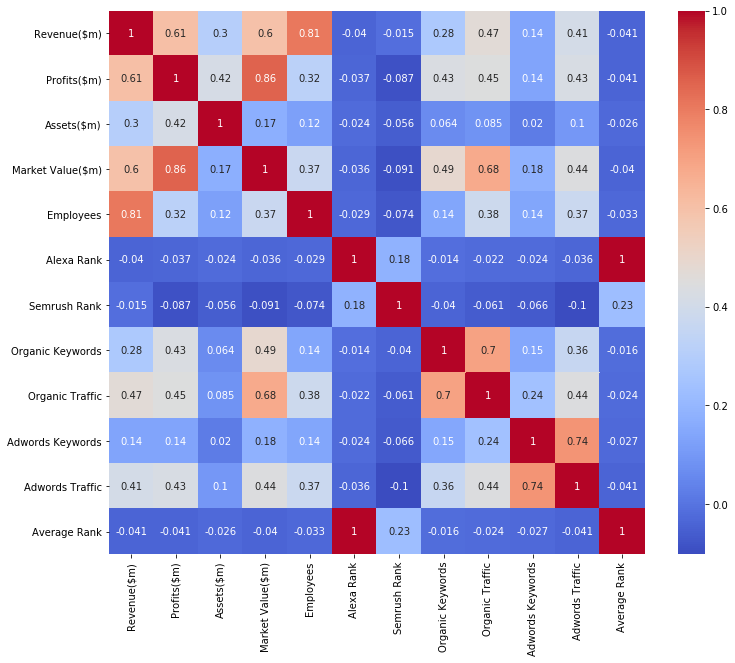 1.0
Revenue($m) 1 0.61 0.3 0.6 0.81 -0.04 -0.015 0.28 0.47 0.14 0.41 -0.041
Profits($m) 0.61 1 0.42 0.86 0.32 -0.037 -0.087 0.43 0.45 0.14 0.43 -0.041
0.8
Assets($m) 0.3 0.42 1 0.17 0.12 -0.024 -0.056 0.064 0.085 0.02 0.1 -0.026
Market Value($m) 0.6 0.86 0.17 1 0.37 -0.036 -0.091 0.49 0.68 0.18 0.44 -0.04
0.6
Employees 0.81 0.32 0.12 0.37 1 -0.029 -0.074 0.14 0.38 0.14 0.37 -0.033
Alexa Rank -0.04 -0.037 -0.024 -0.036 -0.029 1 0.18 -0.014 -0.022 -0.024 -0.036 1
Semrush Rank -0.015 -0.087 -0.056 -0.091 -0.074 0.18 1 -0.04 -0.061 -0.066 -0.1 0.23
0.4
Organic Keywords 0.28 0.43 0.064 0.49 0.14 -0.014 -0.04 1 0.7 0.15 0.36 -0.016
Organic Traffic 0.47 0.45 0.085 0.68 0.38 -0.022 -0.061 0.7 1 0.24 0.44 -0.024
0.2
Adwords Keywords 0.14 0.14 0.02 0.18 0.14 -0.024 -0.066 0.15 0.24 1 0.74 -0.027
Adwords Traffic 0.41 0.43 0.1 0.44 0.37 -0.036 -0.1 0.36 0.44 0.74 1 -0.041
0.0
Average Rank -0.041 -0.041 -0.026 -0.04 -0.033 1 0.23 -0.016 -0.024 -0.027 -0.041 1
Revenue($m)
Profits($m)
Assets($m)
Market Value($m)
Employees
Alexa Rank
Semrush Rank
Organic Keywords
Organic Traffic
Adwords Keywords
Adwords Traffic
Average Rank